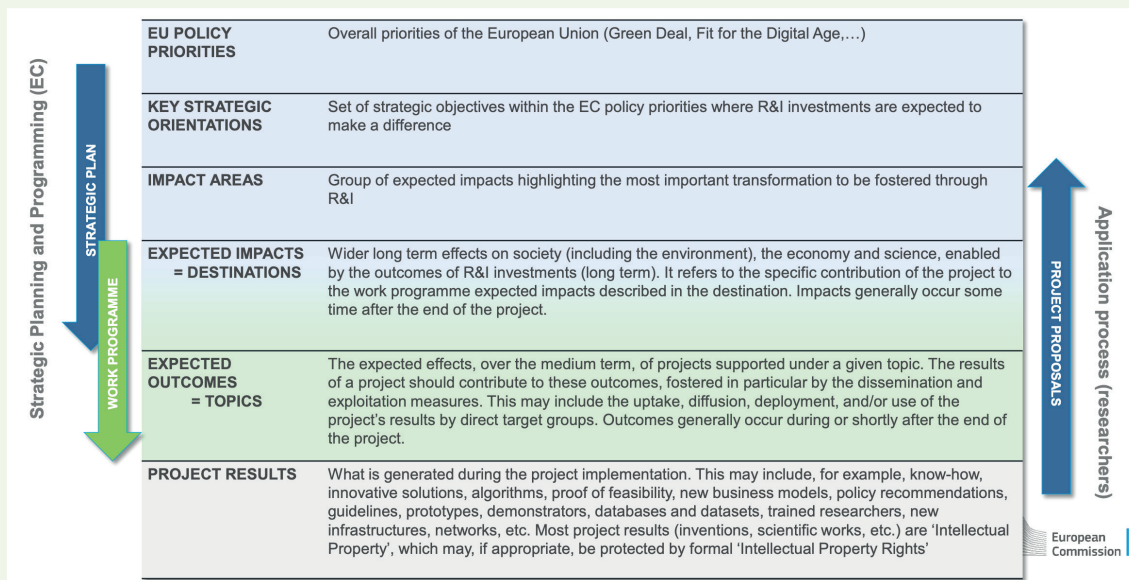 Strategic Planning and Programming (EC)
STRATEGIC PLAN
WORK PROGRAMME
EU POLICY
PRIORITIES
Overall priorities of the European Union (Green Deal, Fit for the Digital Age,…)
KEY STRATEGIC
ORIENTATIONS
Set of strategic objectives within the EC policy priorities where R&I investments are expected to
make a difference
IMPACT AREAS
Group of expected impacts highlighting the most important transformation to be fostered through
R&I
EXPECTED IMPACTS
= DESTINATIONS
Wider long term effects on society (including the environment), the economy and science, enabled
by the outcomes of R&I investments (long term). It refers to the specific contribution of the project to
the work programme expected impacts described in the destination. Impacts generally occur some
time after the end of the project.
EXPECTED
OUTCOMES
= TOPICS
The expected effects, over the medium term, of projects supported under a given topic. The results
of a project should contribute to these outcomes, fostered in particular by the dissemination and
exploitation measures. This may include the uptake, diffusion, deployment, and/or use of the
project's results by direct target groups. Outcomes generally occur during or shortly after the end of
the project.
PROJECT RESULTS
What is generated during the project implementation. This may include, for example, know-how,
innovative solutions, algorithms, proof of feasibility, new business models, policy recommendations,
guidelines, prototypes, demonstrators, databases and datasets, trained researchers, new
infrastructures, networks, etc. Most project results (inventions, scientific works, etc.) are ‘Intellectual
Property’, which may, if appropriate, be protected by formal ‘Intellectual Property Rights’
PROJECT PROPOSALS
Application process (researchers)
European
Commission